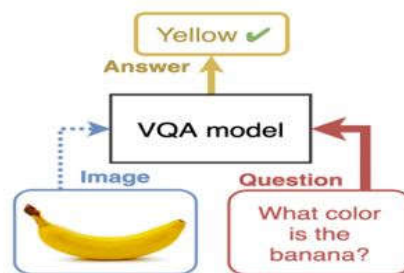 Yellow ✔
Answer
VQA model
Image
Question
What color
is the
banana?